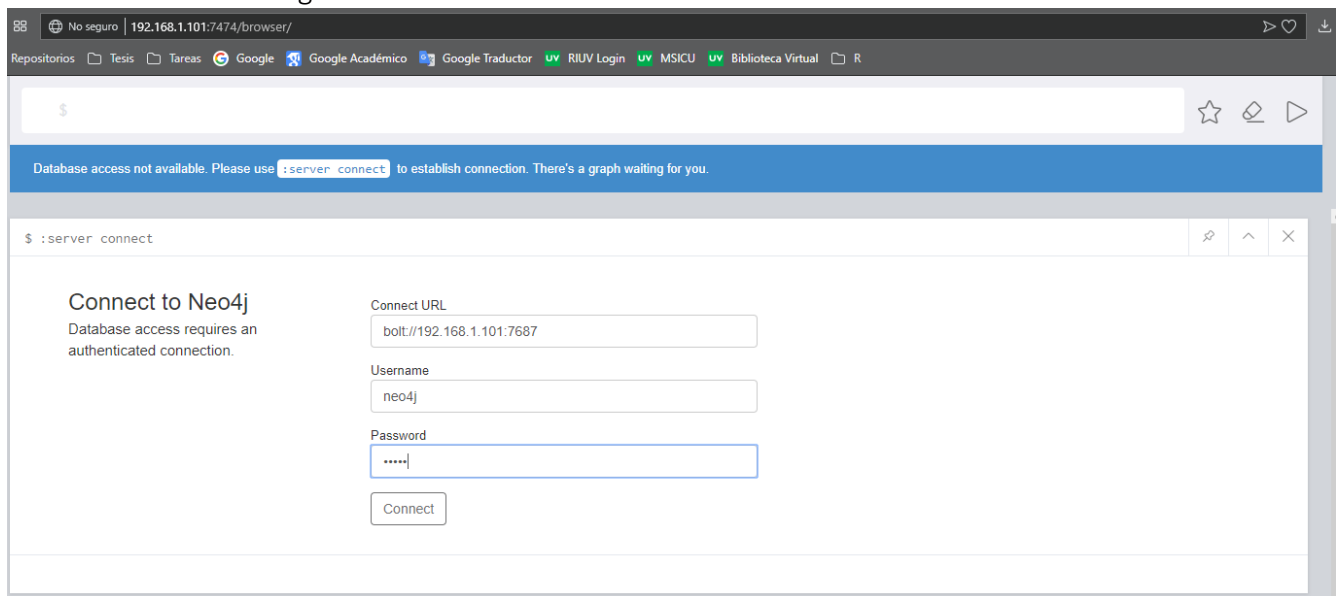 No seguro | 192.168.1.101:7474/browser/
Repositorios Tesis Tareas Google Google Académico Google Traductor UV RIUV Login UV MSICU UV Biblioteca Virtual R
$
Database access not available. Please use :server connect to establish connection. There's a graph waiting for you.
$ :server connect
Connect to Neo4j
Database access requires an
authenticated connection.
Connect URL
bolt://192.168.1.101:7687
Username
neo4j
Password
•••••
Connect